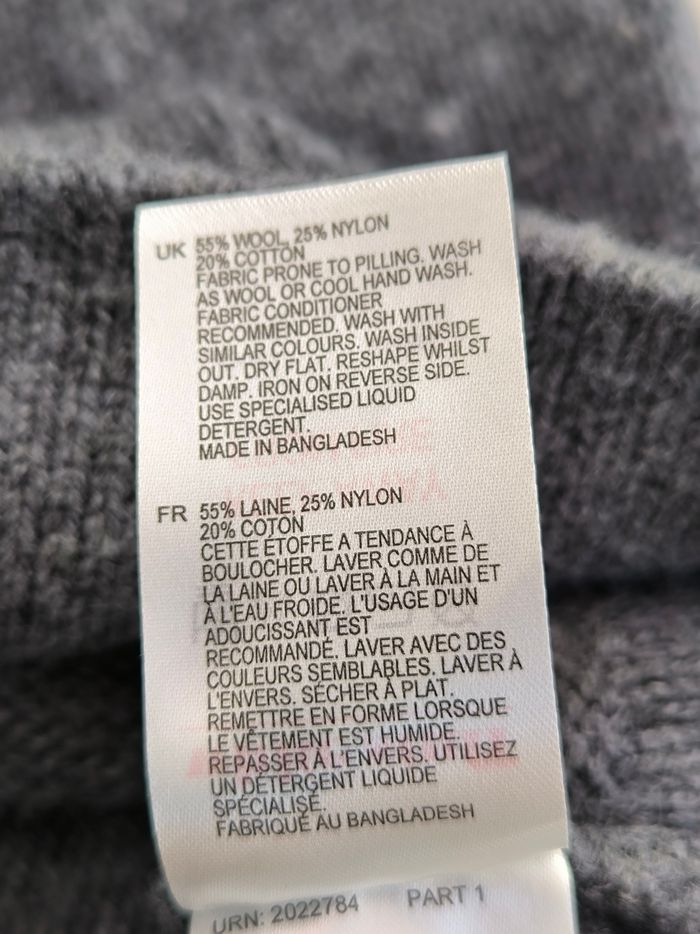 UK 55% WOOL, 25% NYLON
20% COTTON
FABRIC PRONE TO PILLING. WASH
AS WOOL OR COOL HAND WASH.
FABRIC CONDITIONER
RECOMMENDED. WASH WITH
SIMILAR COLOURS. WASH INSIDE
OUT. DRY FLAT. RESHAPE WHILST
DAMP. IRON ON REVERSE SIDE.
USE SPECIALISED LIQUID
DETERGENT.
MADE IN BANGLADESH
FR 55% LAINE, 25% NYLON
20% COTON
CETTE ÉTOFFE A TENDANCE À
BOULOCHER. LAVER COMME DE
LA LAINE OU LAVER À LA MAIN ET
À L'EAU FROIDE. L'USAGE D'UN
ADOUCISSANT EST
RECOMMANDÉ. LAVER AVEC DES
COULEURS SEMBLABLES. LAVER À
L'ENVERS. SÉCHER À PLAT.
REMETTRE EN FORME LORSQUE
LE VÊTEMENT EST HUMIDE.
REPASSER À L'ENVERS. UTILISEZ
UN DÉTERGENT LIQUIDE
SPÉCIALISÉ.
FABRIQUÉ AU BANGLADESH
URN: 2022784 PART 1